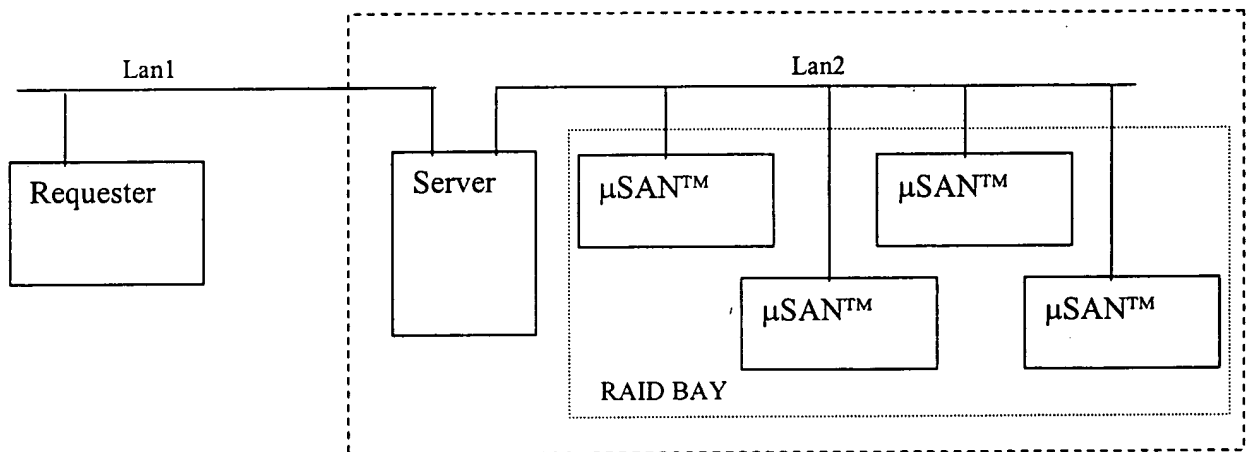 Lan1
Lan2
Requester
Server
µSAN™
µSAN™
µSAN™
µSAN™
RAID BAY